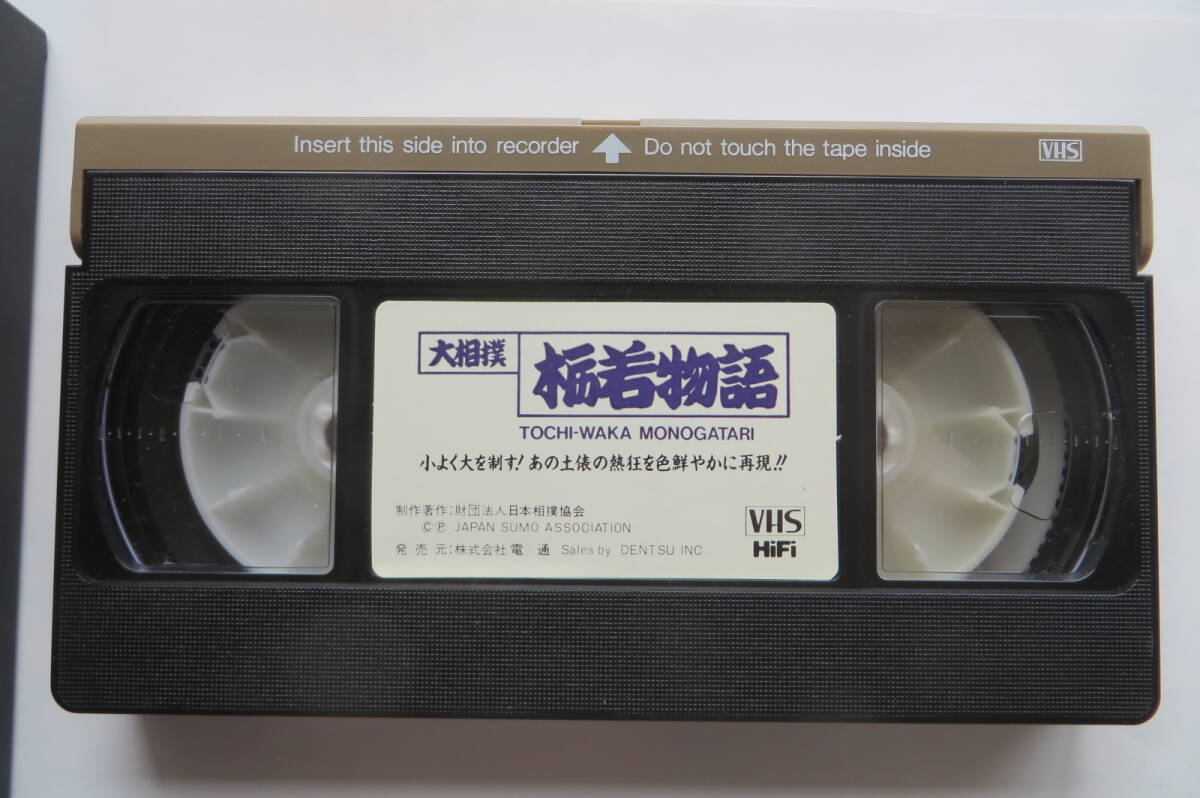 Insert this side into recorder Do not touch the tape inside VHS
大相撲 栃若物語
TOCHI-WAKA MONOGATARI
小よく大を制す!あの土俵の熱狂を色鮮やかに再現!!
制作著作:財団法人日本相撲協会
ⒸⓅ JAPAN SUMO ASSOCIATION
発売元:株式会社電通 Sales by DENTSU INC.
VHS
HiFi